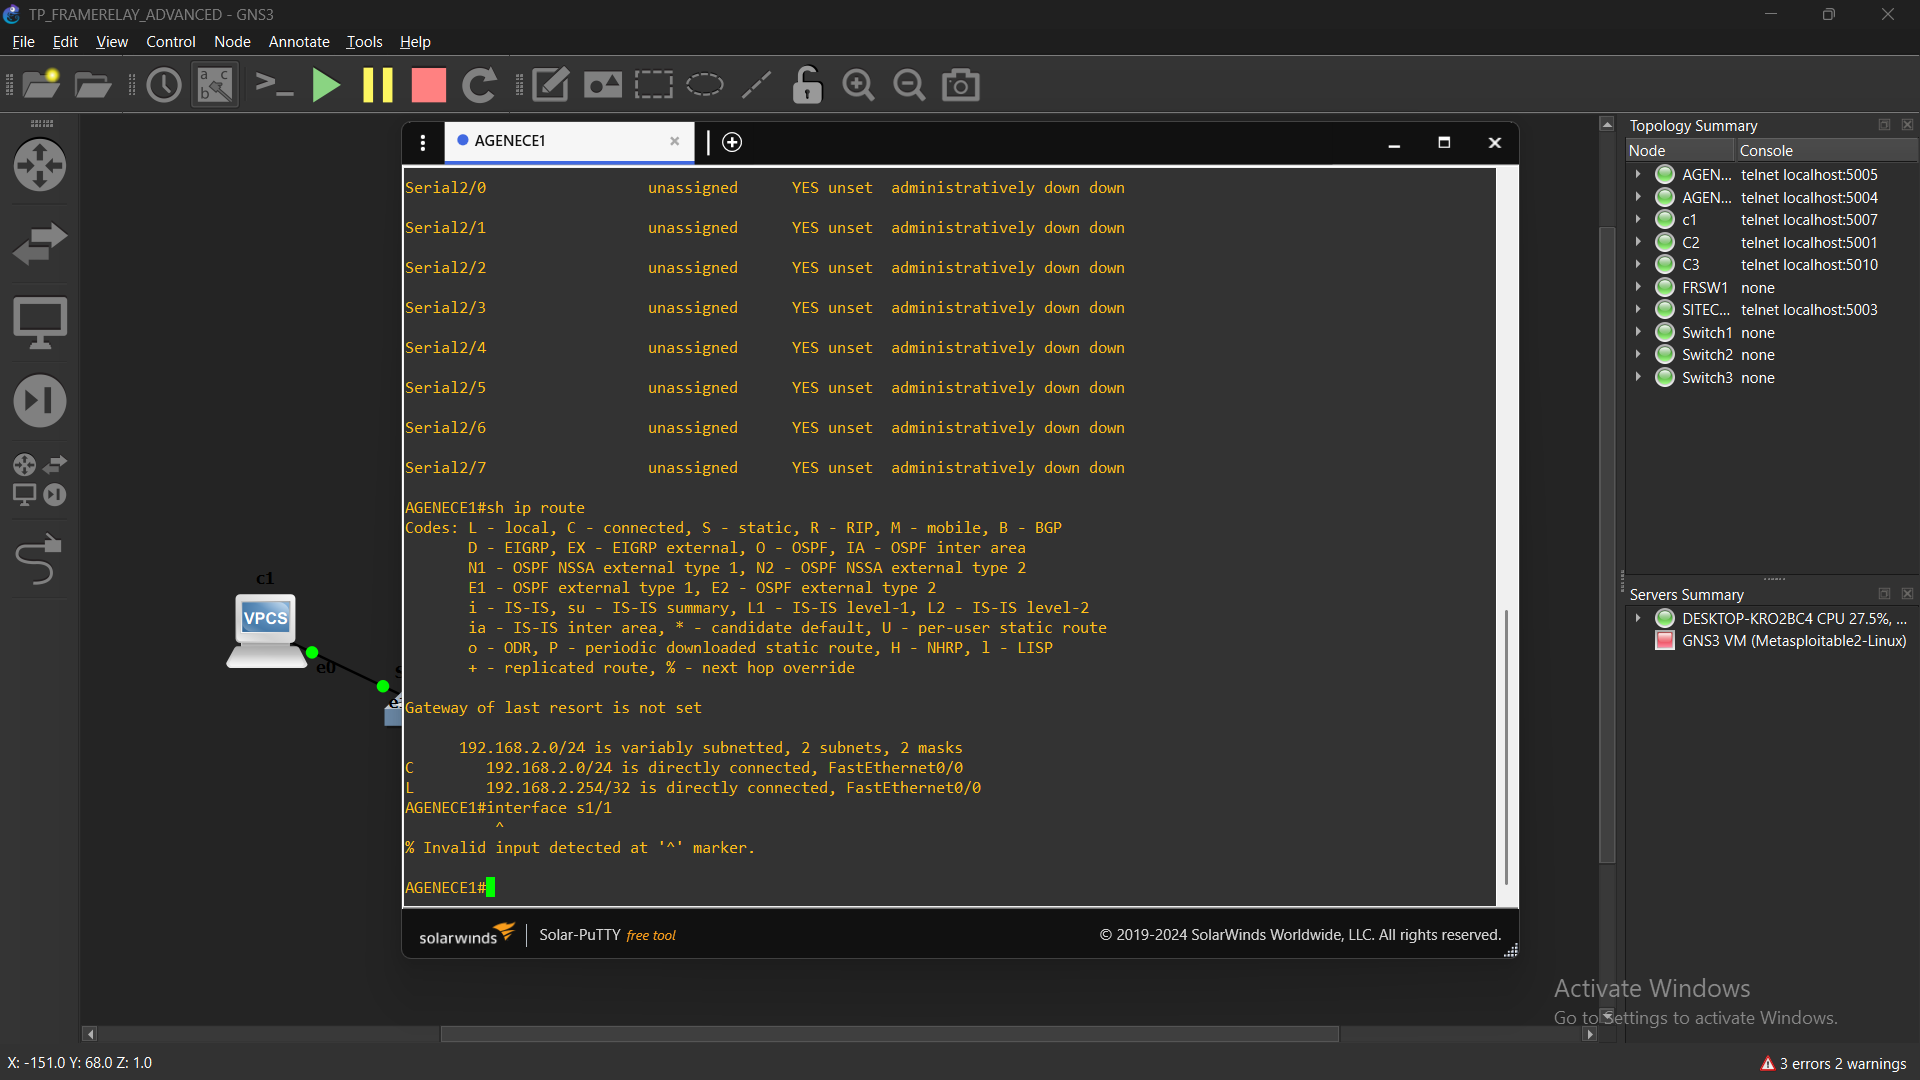 TP_FRAMERELAY_ADVANCED - GNS3
File Edit View Control Node Annotate Tools Help
AGENECE1
Serial2/0 unassigned YES unset administratively down down
Serial2/1 unassigned YES unset administratively down down
Serial2/2 unassigned YES unset administratively down down
Serial2/3 unassigned YES unset administratively down down
Serial2/4 unassigned YES unset administratively down down
Serial2/5 unassigned YES unset administratively down down
Serial2/6 unassigned YES unset administratively down down
Serial2/7 unassigned YES unset administratively down down
AGENECE1#sh ip route
Codes: L - local, C - connected, S - static, R - RIP, M - mobile, B - BGP
D - EIGRP, EX - EIGRP external, O - OSPF, IA - OSPF inter area
N1 - OSPF NSSA external type 1, N2 - OSPF NSSA external type 2
E1 - OSPF external type 1, E2 - OSPF external type 2
i - IS-IS, su - IS-IS summary, L1 - IS-IS level-1, L2 - IS-IS level-2
ia - IS-IS inter area, * - candidate default, U - per-user static route
o - ODR, P - periodic downloaded static route, H - NHRP, l - LISP
+ - replicated route, % - next hop override
Gateway of last resort is not set
192.168.2.0/24 is variably subnetted, 2 subnets, 2 masks
C 192.168.2.0/24 is directly connected, FastEthernet0/0
L 192.168.2.254/32 is directly connected, FastEthernet0/0
AGENECE1#interface s1/1
^
% Invalid input detected at '^' marker.
AGENECE1#
solarwinds Solar-PuTTY free tool
© 2019-2024 SolarWinds Worldwide, LLC. All rights reserved.
c1
VPCS
e0
Topology Summary
Node Console
AGEN... telnet localhost:5005
AGEN... telnet localhost:5004
c1 telnet localhost:5007
C2 telnet localhost:5001
C3 telnet localhost:5010
FRSW1 none
SITEC... telnet localhost:5003
Switch1 none
Switch2 none
Switch3 none
Servers Summary
DESKTOP-KRO2BC4 CPU 27.5%, ...
GNS3 VM (Metasploitable2-Linux)
Activate Windows
Go to Settings to activate Windows.
X: -151.0 Y: 68.0 Z: 1.0
3 errors 2 warnings